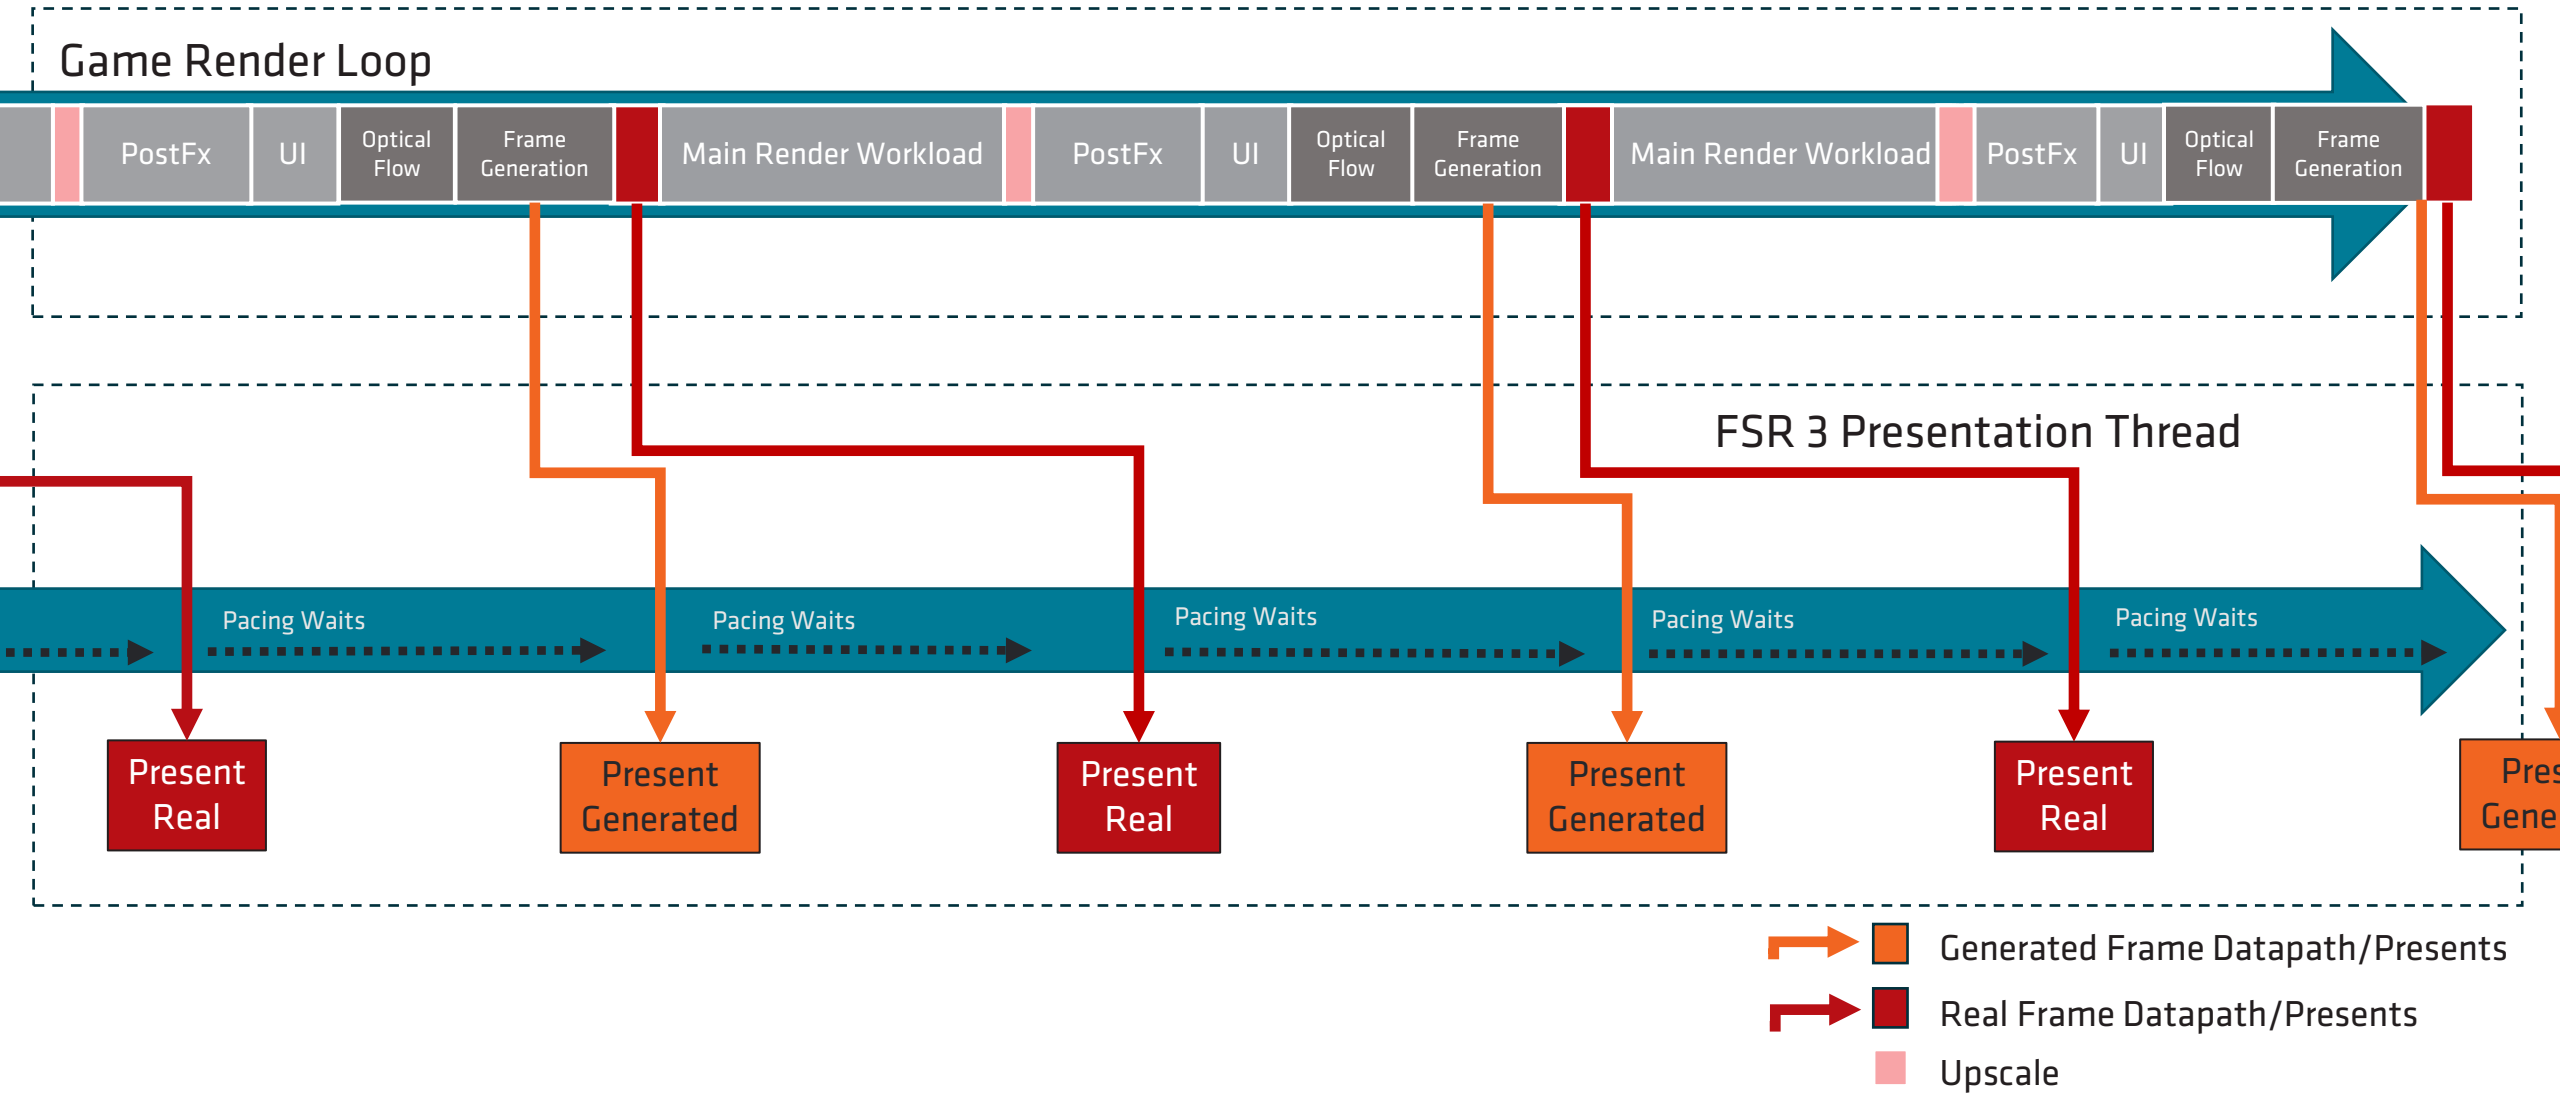 Game Render Loop
PostFx
UI
Optical
Flow
Frame
Generation
Main Render Workload
PostFx
UI
Optical
Flow
Frame
Generation
Main Render Workload
PostFx
UI
Optical
Flow
Frame
Generation
FSR 3 Presentation Thread
Pacing Waits
Pacing Waits
Pacing Waits
Pacing Waits
Pacing Waits
Present
Real
Present
Generated
Present
Real
Present
Generated
Present
Real
Pres
Gene
Generated Frame Datapath/Presents
Real Frame Datapath/Presents
Upscale